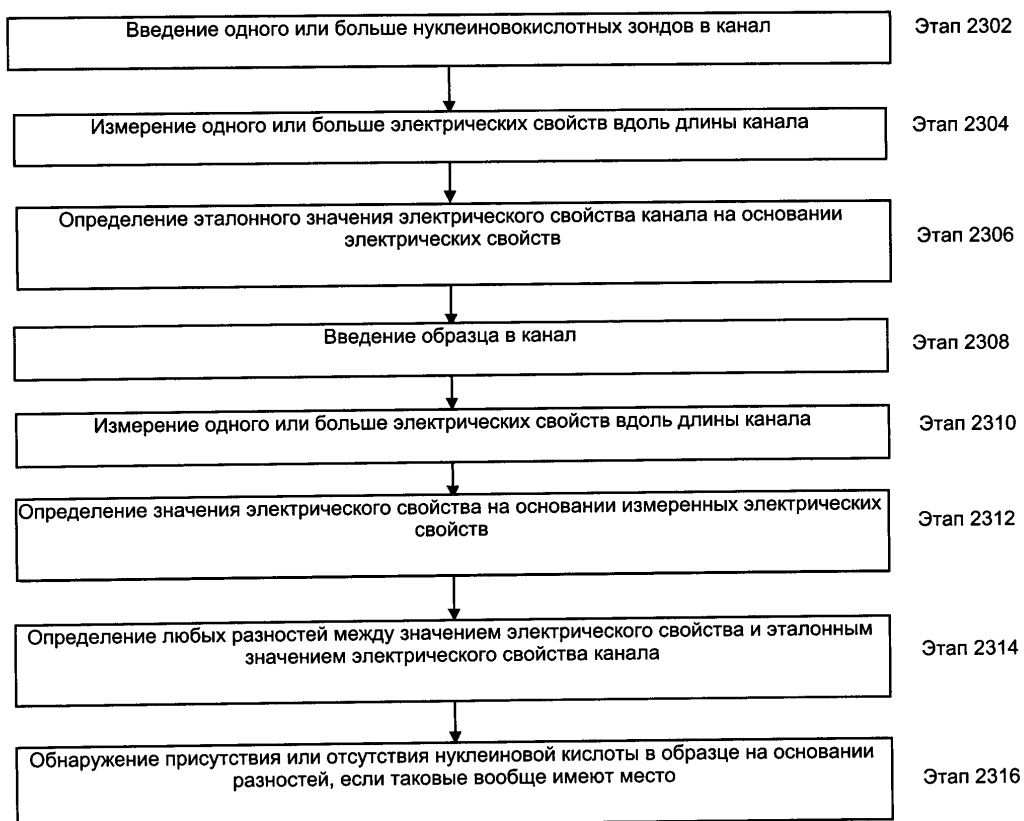 Введение одного или больше нуклеиновокислотных зондов в канал
Этап 2302
Измерение одного или больше электрических свойств вдоль длины канала
Этап 2304
Определение эталонного значения электрического свойства канала на основании
электрических свойств
Этап 2306
Введение образца в канал
Этап 2308
Измерение одного или больше электрических свойств вдоль длины канала
Этап 2310
Определение значения электрического свойства на основании измеренных электрических
свойств
Этап 2312
Определение любых разностей между значением электрического свойства и эталонным
значением электрического свойства канала
Этап 2314
Обнаружение присутствия или отсутствия нуклеиновой кислоты в образце на основании
разностей, если таковые вообще имеют место
Этап 2316